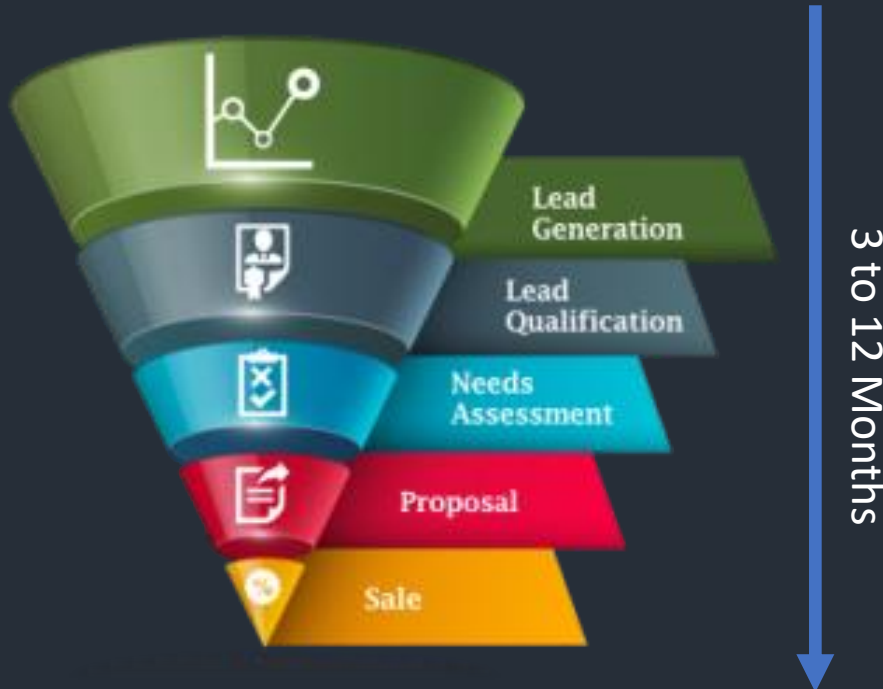 Lead
Generation
Lead
Qualification
Needs
Assessment
Proposal
Sale
%
3 to 12 Months